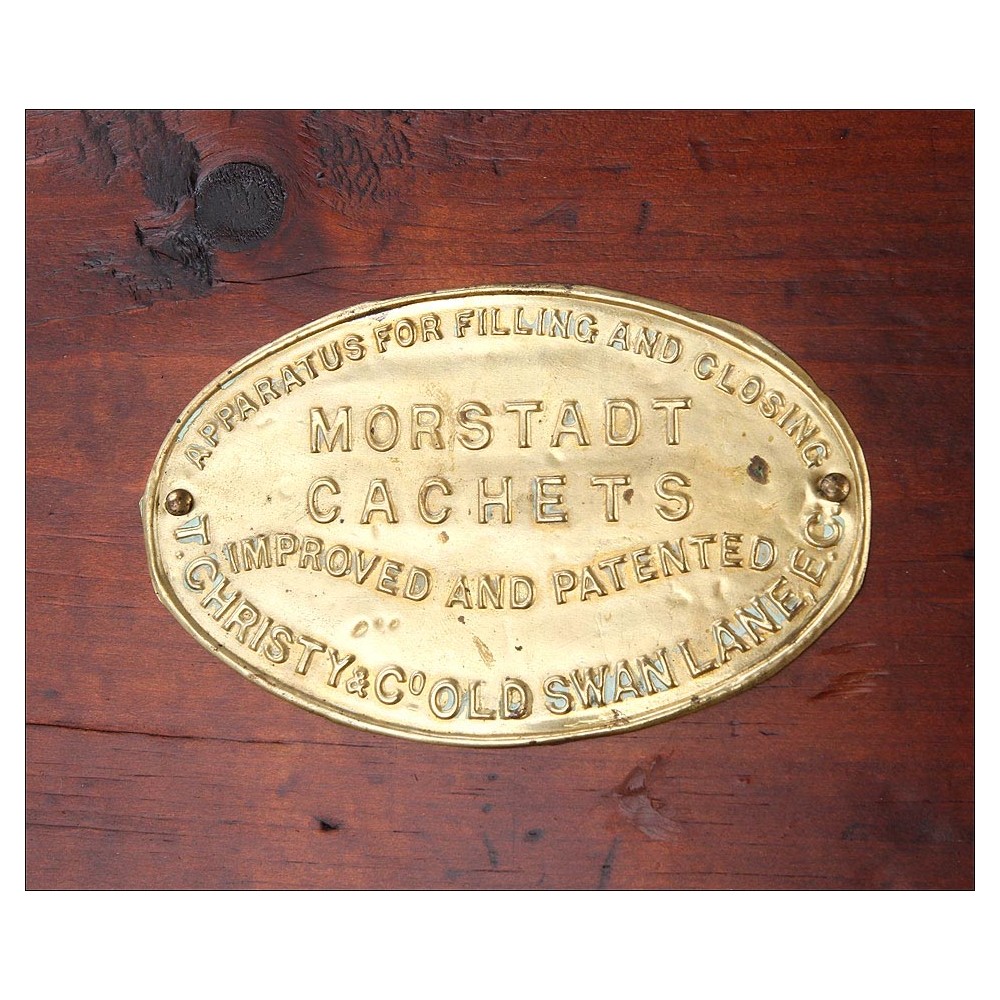 APPARATUS FOR FILLING AND CLOSING
MORSTADT
CACHETS
IMPROVED AND PATENTED
T. CHRISTY & Cº OLD SWAN LANE, E.C.